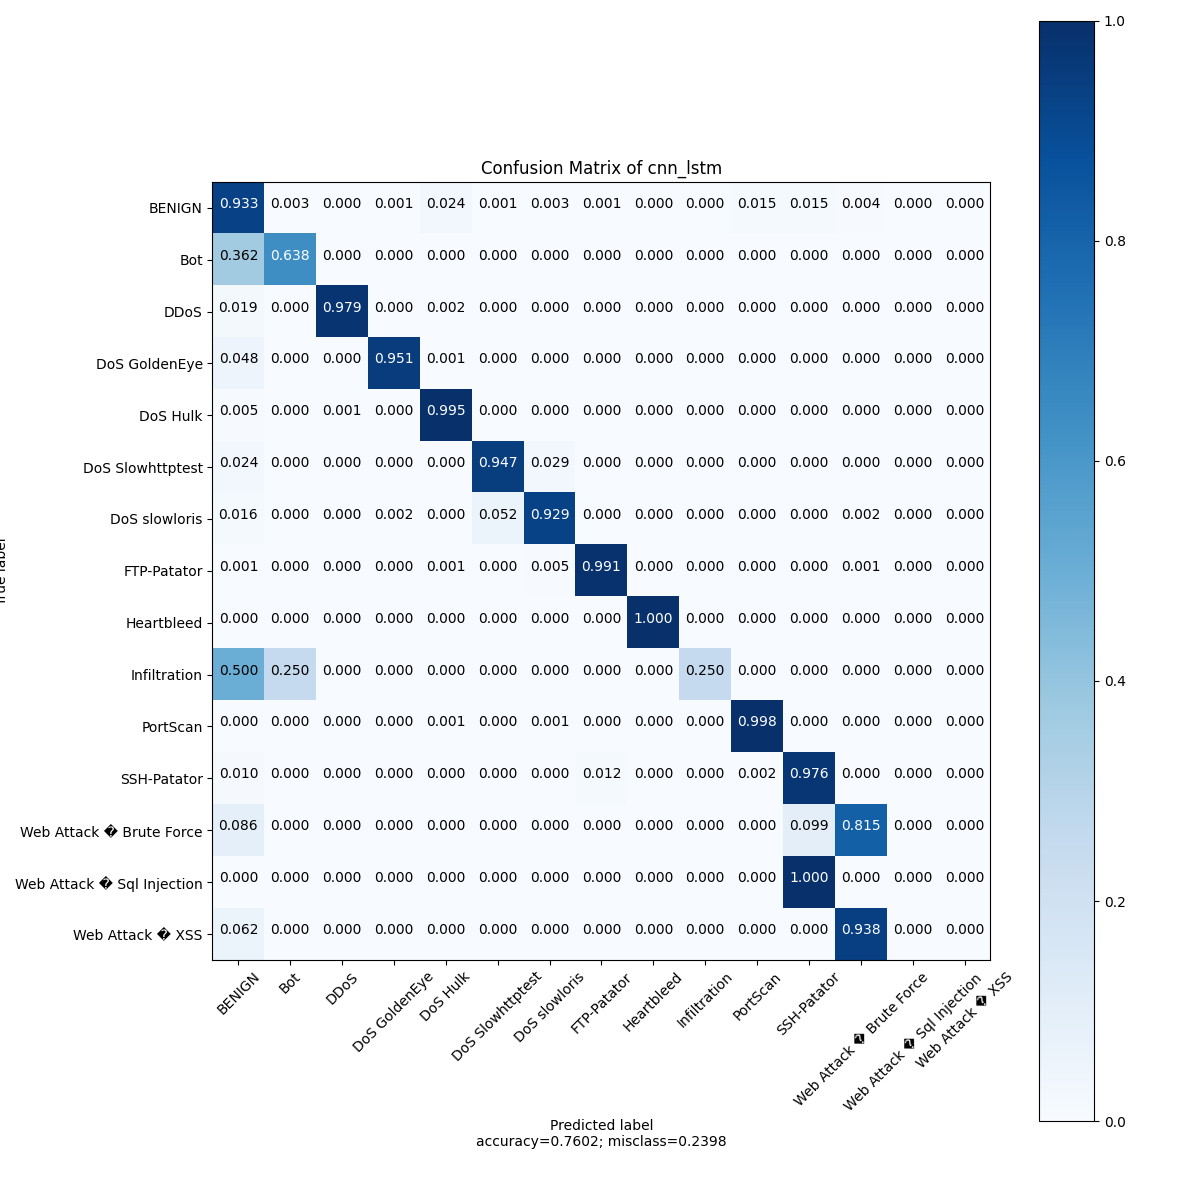 Confusion Matrix of cnn_lstm
BENIGN 0.933 0.003 0.000 0.001 0.024 0.001 0.003 0.001 0.000 0.000 0.015 0.015 0.004 0.000 0.000
Bot 0.362 0.638 0.000 0.000 0.000 0.000 0.000 0.000 0.000 0.000 0.000 0.000 0.000 0.000 0.000
DDoS 0.019 0.000 0.979 0.000 0.002 0.000 0.000 0.000 0.000 0.000 0.000 0.000 0.000 0.000 0.000
DoS GoldenEye 0.048 0.000 0.000 0.951 0.001 0.000 0.000 0.000 0.000 0.000 0.000 0.000 0.000 0.000 0.000
DoS Hulk 0.005 0.000 0.001 0.000 0.995 0.000 0.000 0.000 0.000 0.000 0.000 0.000 0.000 0.000 0.000
DoS Slowhttptest 0.024 0.000 0.000 0.000 0.000 0.947 0.029 0.000 0.000 0.000 0.000 0.000 0.000 0.000 0.000
DoS slowloris 0.016 0.000 0.000 0.002 0.000 0.052 0.929 0.000 0.000 0.000 0.000 0.000 0.002 0.000 0.000
FTP-Patator 0.001 0.000 0.000 0.000 0.001 0.000 0.005 0.991 0.000 0.000 0.000 0.000 0.001 0.000 0.000
Heartbleed 0.000 0.000 0.000 0.000 0.000 0.000 0.000 0.000 1.000 0.000 0.000 0.000 0.000 0.000 0.000
Infiltration 0.500 0.250 0.000 0.000 0.000 0.000 0.000 0.000 0.000 0.250 0.000 0.000 0.000 0.000 0.000
PortScan 0.000 0.000 0.000 0.000 0.001 0.000 0.001 0.000 0.000 0.000 0.998 0.000 0.000 0.000 0.000
SSH-Patator 0.010 0.000 0.000 0.000 0.000 0.000 0.000 0.012 0.000 0.000 0.002 0.976 0.000 0.000 0.000
Web Attack � Brute Force 0.086 0.000 0.000 0.000 0.000 0.000 0.000 0.000 0.000 0.000 0.000 0.099 0.815 0.000 0.000
Web Attack � Sql Injection 0.000 0.000 0.000 0.000 0.000 0.000 0.000 0.000 0.000 0.000 0.000 1.000 0.000 0.000 0.000
Web Attack � XSS 0.062 0.000 0.000 0.000 0.000 0.000 0.000 0.000 0.000 0.000 0.000 0.000 0.938 0.000 0.000
BENIGN
Bot
DDoS
DoS GoldenEye
DoS Hulk
DoS Slowhttptest
DoS slowloris
FTP-Patator
Heartbleed
Infiltration
PortScan
SSH-Patator
Web Attack � Brute Force
Web Attack � Sql Injection
Web Attack � XSS
Predicted label
accuracy=0.7602; misclass=0.2398
1.0
0.8
0.6
0.4
0.2
0.0